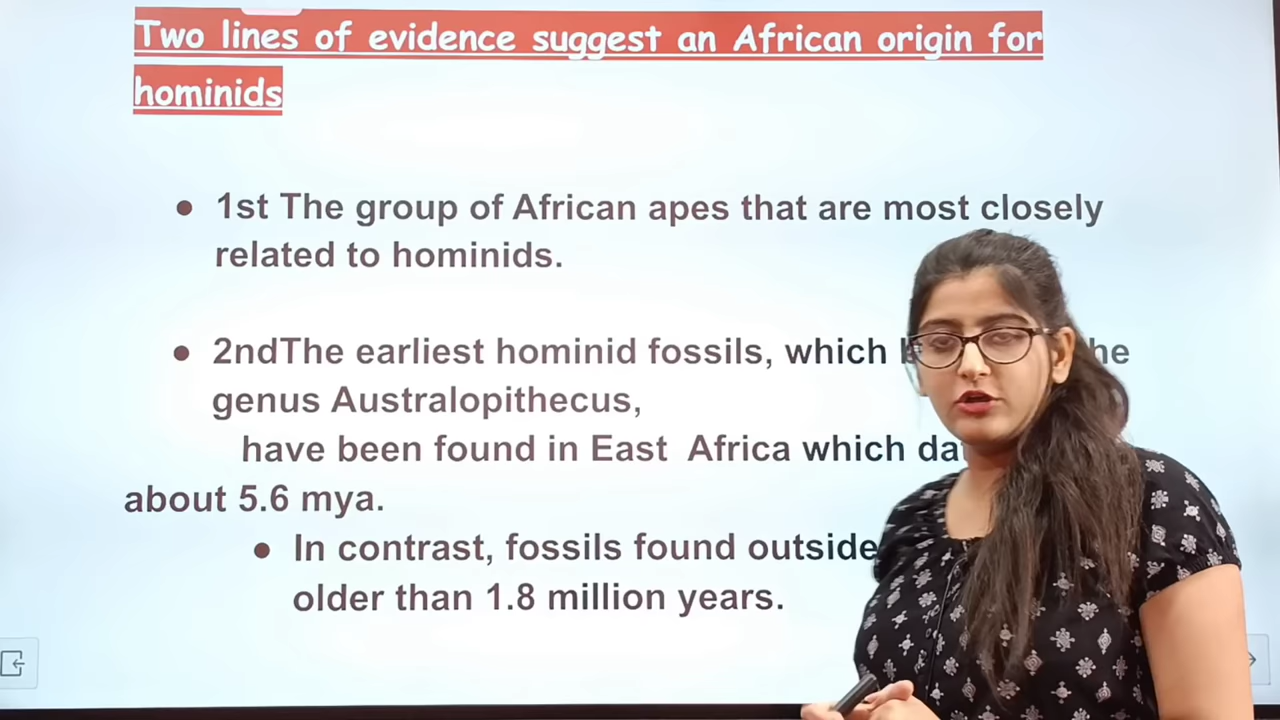 Two lines of evidence suggest an African origin for
hominids
● 1st The group of African apes that are most closely
related to hominids.
● 2ndThe earliest hominid fossils, which he
genus Australopithecus,
have been found in East Africa which da
about 5.6 mya.
● In contrast, fossils found outside
older than 1.8 million years.